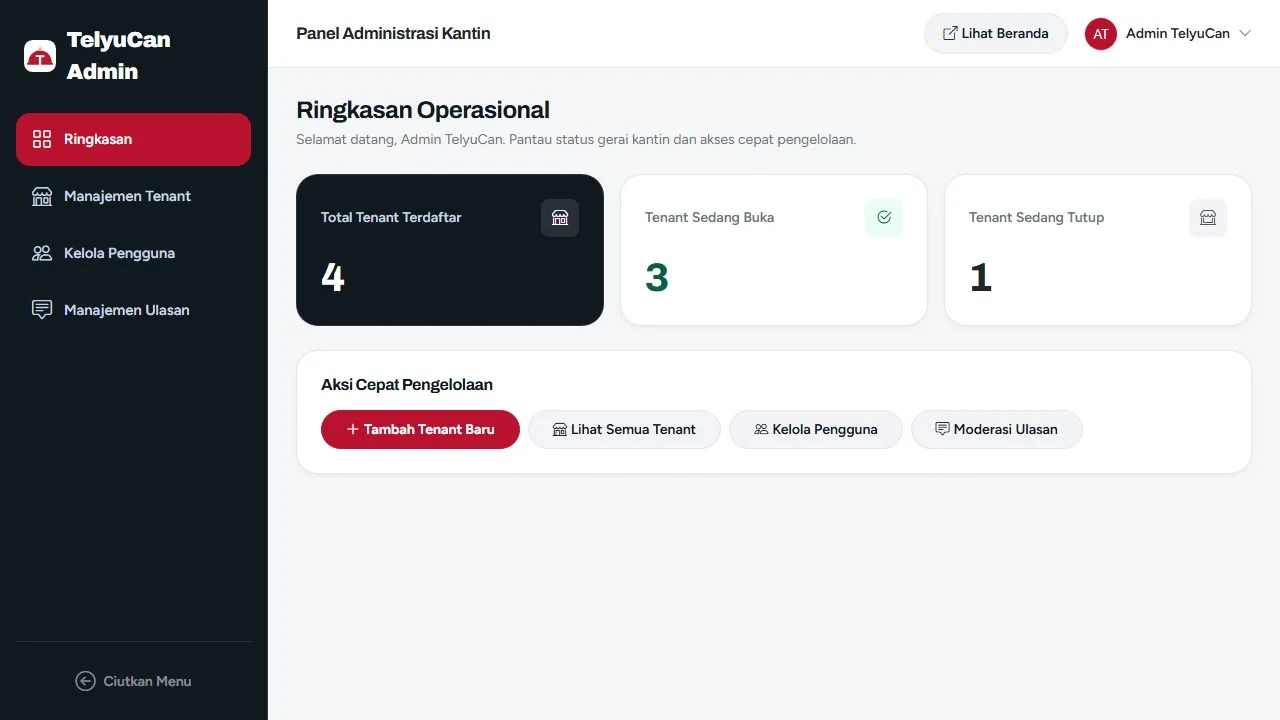 TelyuCan
Admin
Ringkasan
Manajemen Tenant
Kelola Pengguna
Manajemen Ulasan
Ciutkan Menu
Panel Administrasi Kantin
Lihat Beranda
AT
Admin TelyuCan
Ringkasan Operasional
Selamat datang, Admin TelyuCan. Pantau status gerai kantin dan akses cepat pengelolaan.
Total Tenant Terdaftar
4
Tenant Sedang Buka
3
Tenant Sedang Tutup
1
Aksi Cepat Pengelolaan
+ Tambah Tenant Baru
Lihat Semua Tenant
Kelola Pengguna
Moderasi Ulasan